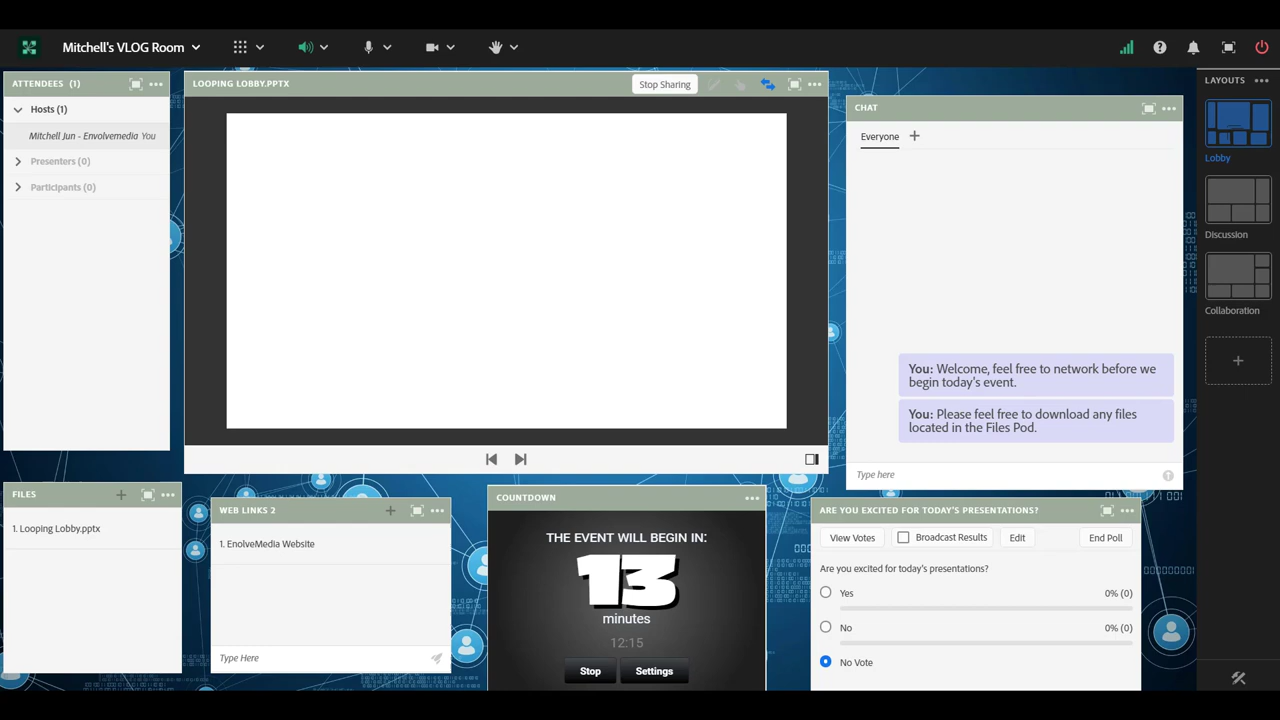 Mitchell's VLOG Room
ATTENDEES (1)
Hosts (1)
Mitchell Jun - Envolvemedia You
Presenters (0)
Participants (0)
LOOPING LOBBY.PPTX
Stop Sharing
CHAT
Everyone
You: Welcome, feel free to network before we
begin today's event.
You: Please feel free to download any files
located in the Files Pod.
Type here
LAYOUTS
Lobby
Discussion
Collaboration
FILES
1. Looping Lobby.pptx
WEB LINKS 2
1. EnolveMedia Website
Type Here
COUNTDOWN
THE EVENT WILL BEGIN IN:
13
minutes
12:15
Stop
Settings
ARE YOU EXCITED FOR TODAY'S PRESENTATIONS?
View Votes
Broadcast Results
Edit
End Poll
Are you excited for today's presentations?
Yes
0% (0)
No
0% (0)
No Vote